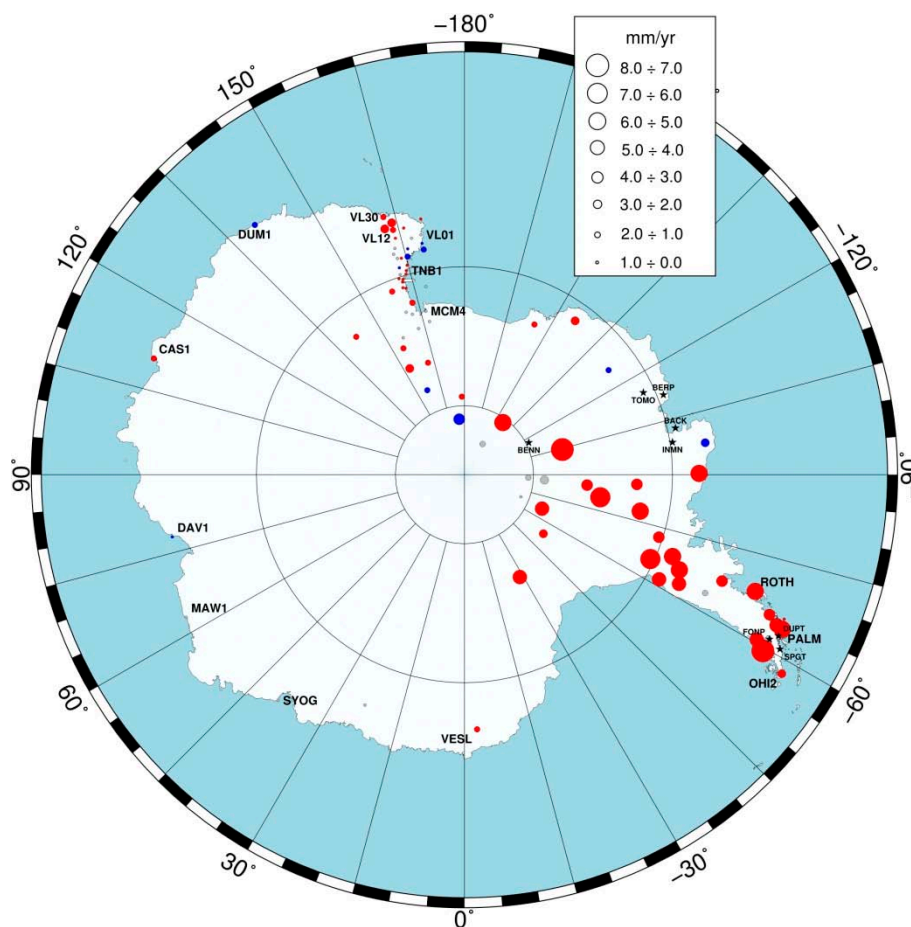 −180°
mm/yr
8.0 ÷ 7.0
7.0 ÷ 6.0
6.0 ÷ 5.0
5.0 ÷ 4.0
4.0 ÷ 3.0
3.0 ÷ 2.0
2.0 ÷ 1.0
1.0 ÷ 0.0
150°
120°
90°
60°
30°
0°
−30°
−60°
−120°
VL30
VL12
VL01
DUM1
TNB1
MCM4
CAS1
BERP
TOMO
BACK
BENN
INMN
DAV1
MAW1
SYOG
VESL
ROTH
DUPT
FONP
PALM
SPGT
OHI2